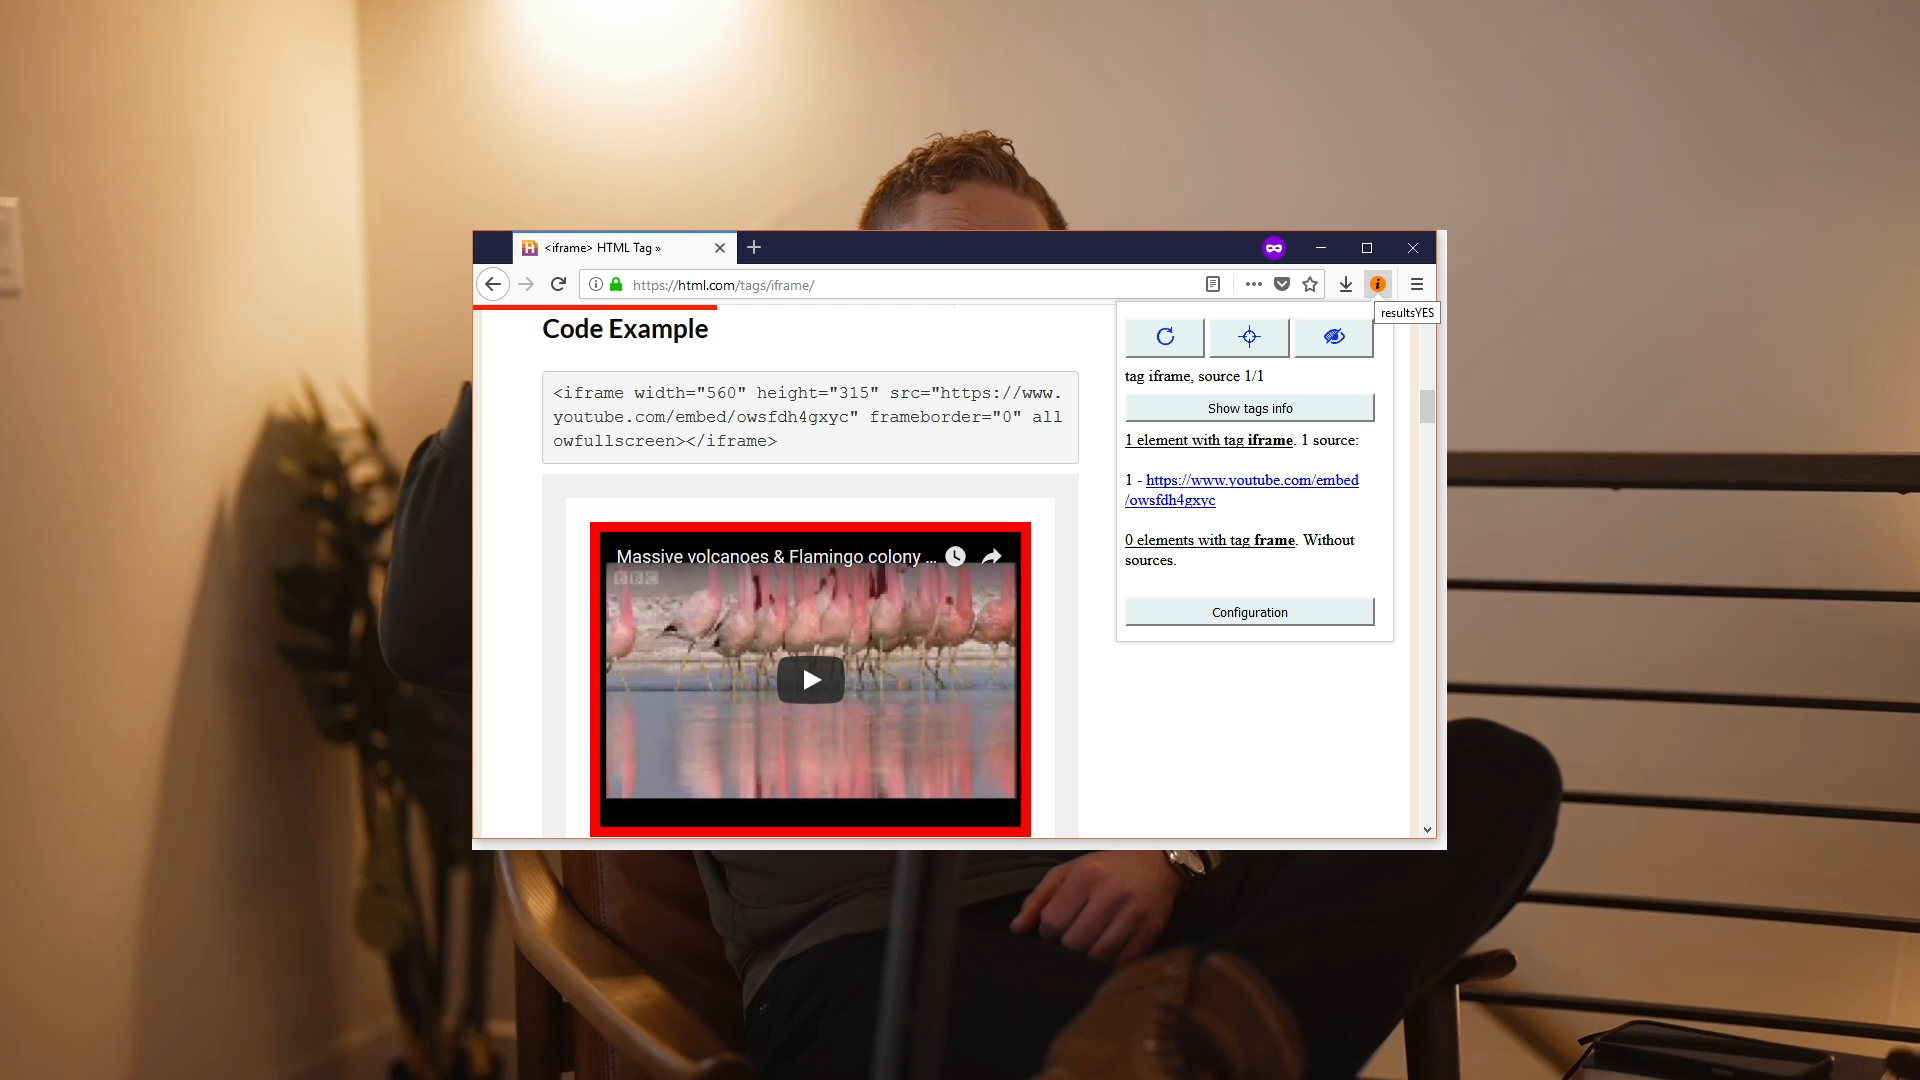 <iframe> HTML Tag »
https://html.com/tags/iframe/
resultsYES
Code Example
<iframe width="560" height="315" src="https://www.
youtube.com/embed/owsfdh4gxyc" frameborder="0" all
owfullscreen></iframe>
Massive volcanoes & Flamingo colony ...
BBC
tag iframe, source 1/1
Show tags info
1 element with tag iframe. 1 source:
1 - https://www.youtube.com/embed
/owsfdh4gxyc
0 elements with tag frame. Without
sources.
Configuration